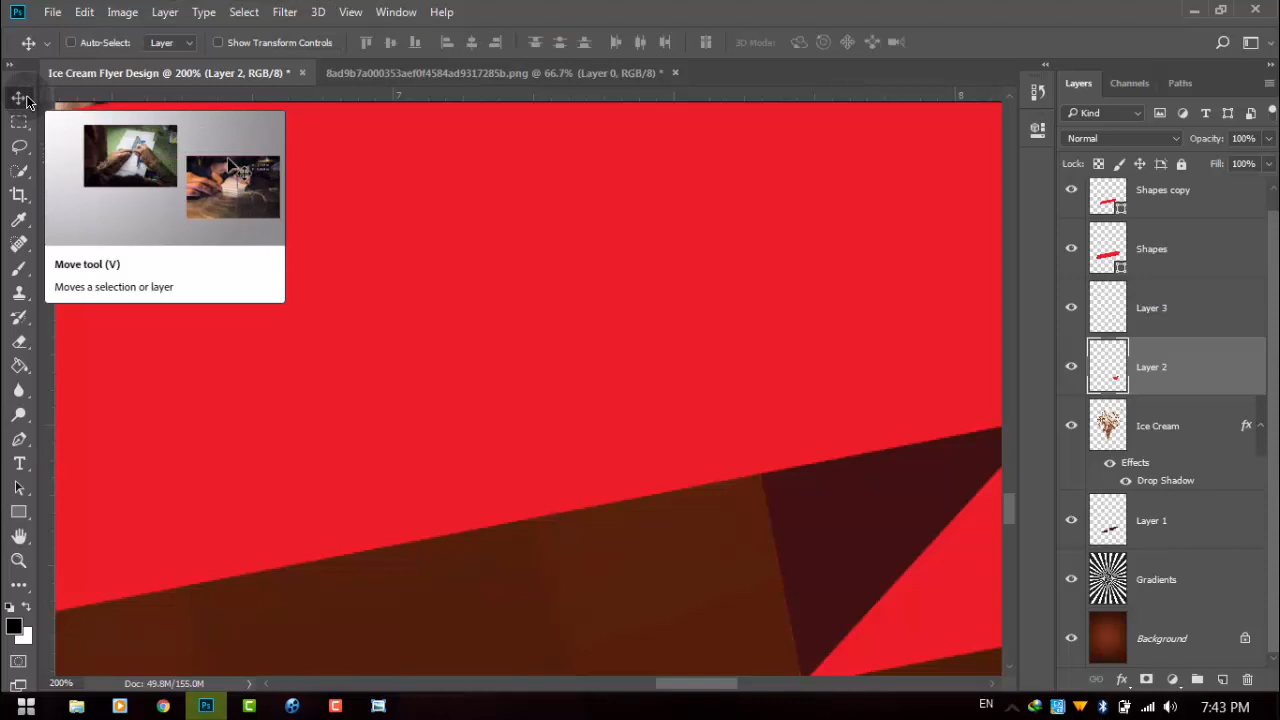 Ps File Edit Image Layer Type Select Filter 3D View Window Help
Auto-Select: Layer Show Transform Controls 3D Mode:
Ice Cream Flyer Design @ 200% (Layer 2, RGB/8) * × 8ad9b7a000353aef0f4584ad9317285b.png @ 66.7% (Layer 0, RGB/8) * ×
7 8
Move tool (V)
Moves a selection or layer
Layers Channels Paths
Kind
Normal Opacity: 100%
Lock: Fill: 100%
Shapes copy
Shapes
Layer 3
Layer 2
Ice Cream fx
Effects
Drop Shadow
Layer 1
Gradients
Background
200% Doc: 49.8M/155.0M
fx
Ps EN 7:43 PM